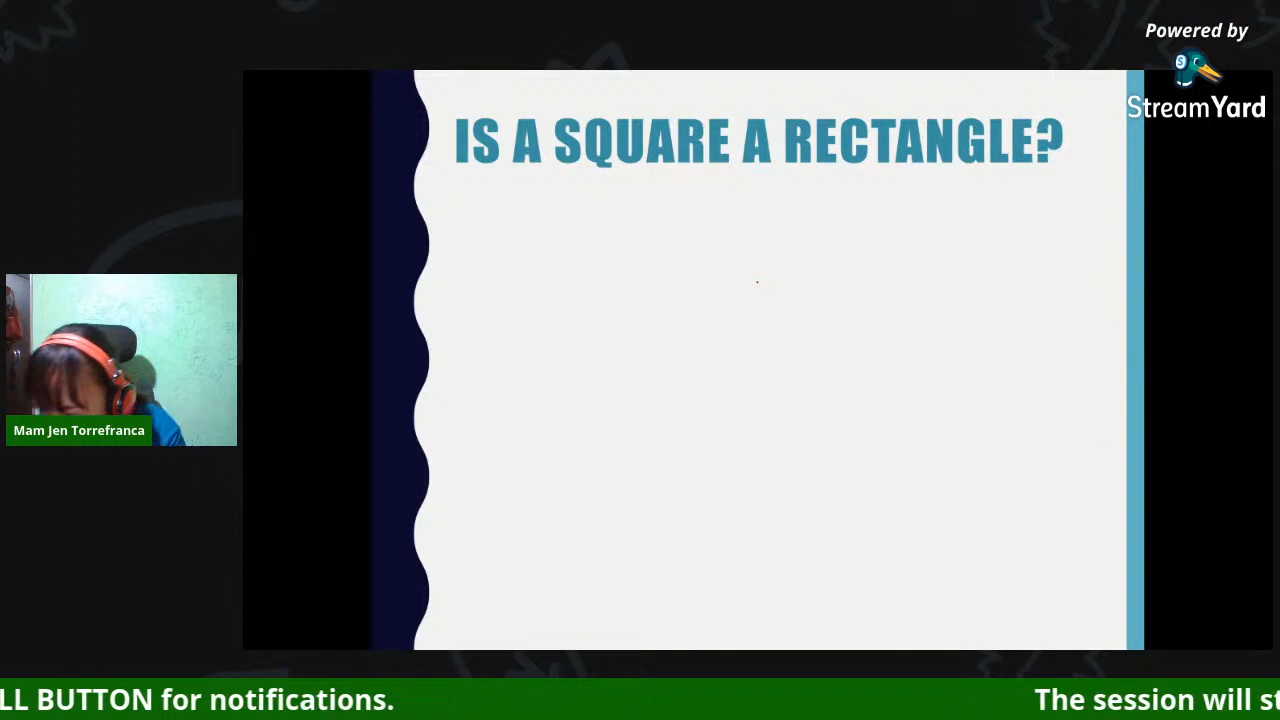 Powered by
StreamYard
IS A SQUARE A RECTANGLE?
Mam Jen Torrefranca
LL BUTTON for notifications.
The session will st